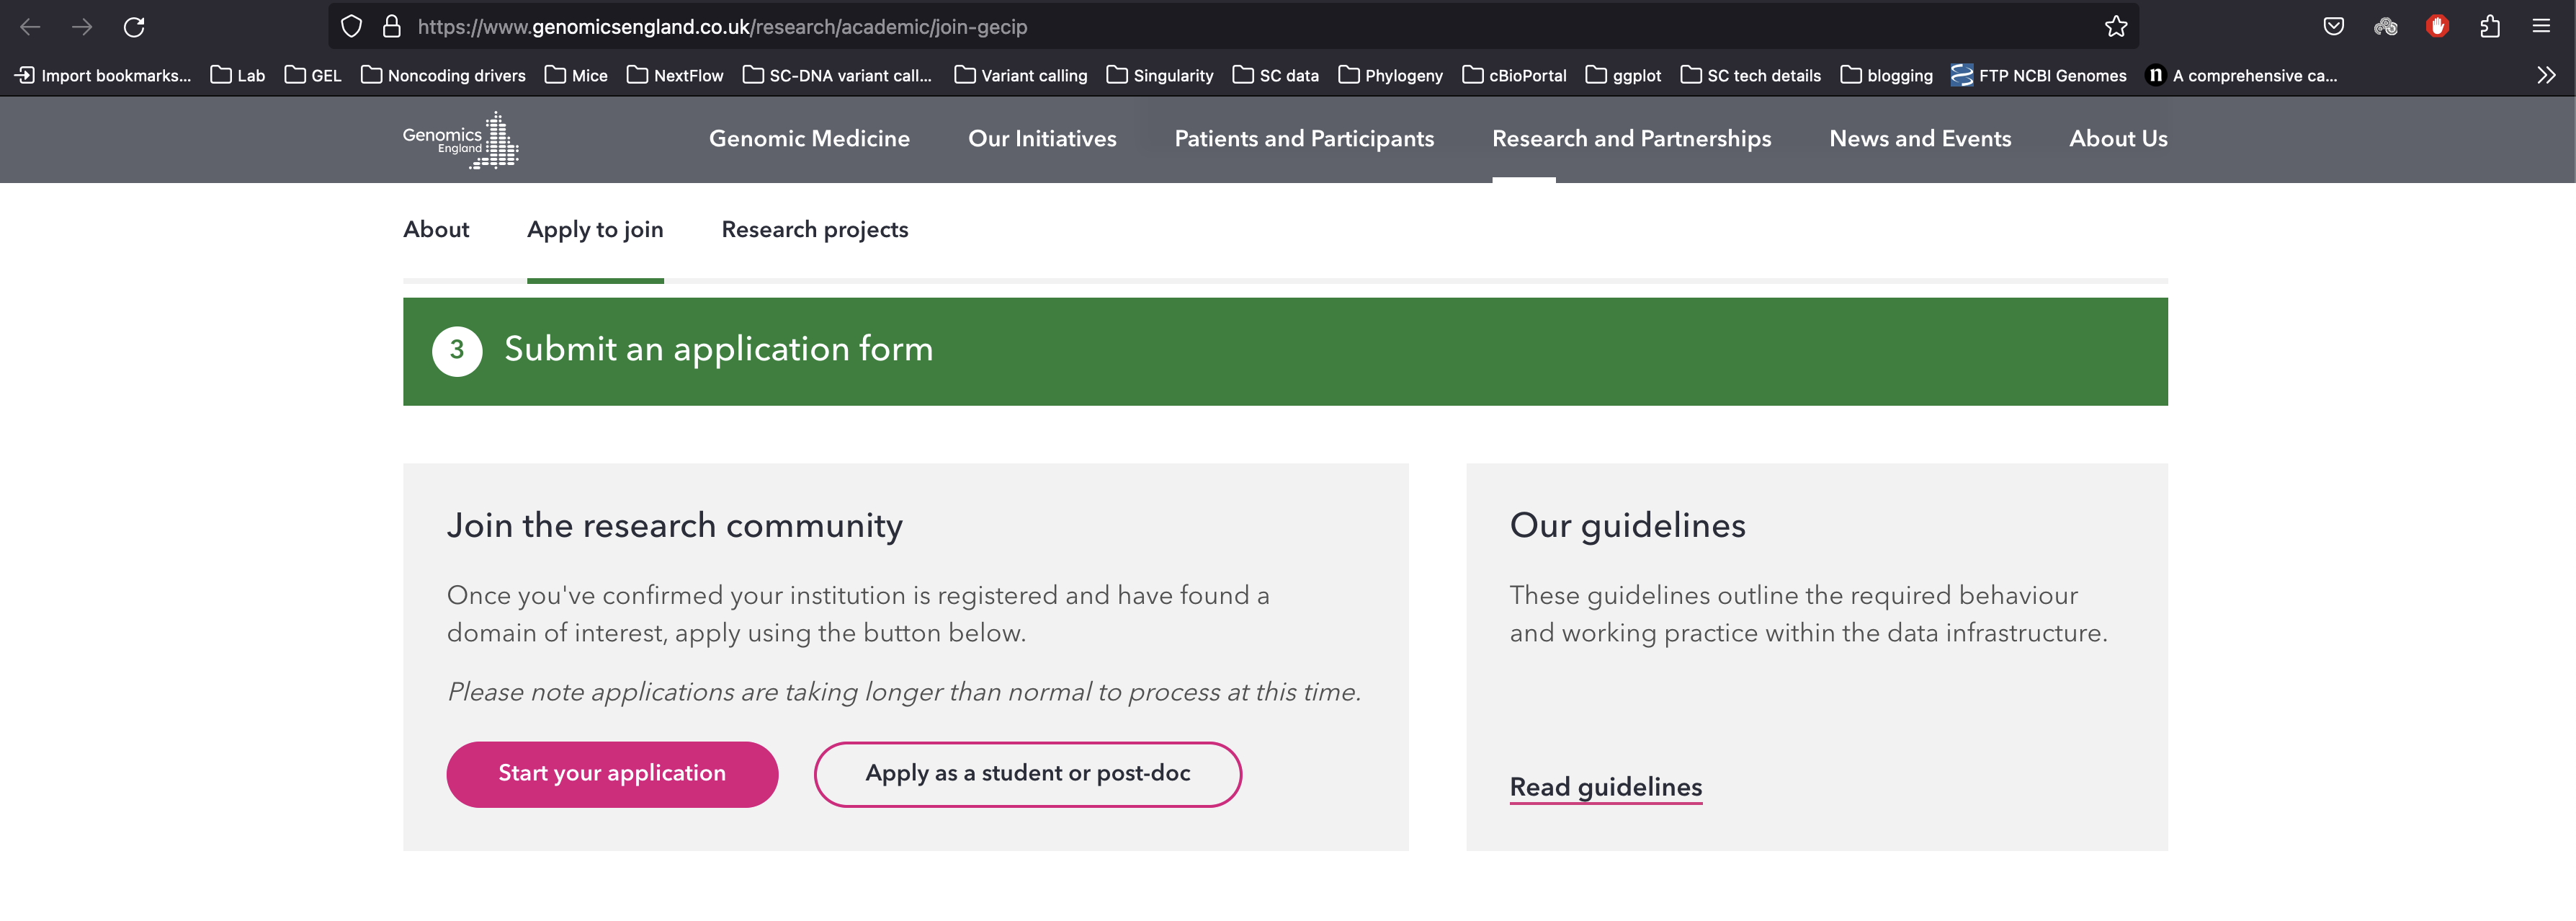 https://www.genomicsengland.co.uk/research/academic/join-gecip
Import bookmarks... Lab GEL Noncoding drivers Mice NextFlow SC-DNA variant call... Variant calling Singularity SC data Phylogeny cBioPortal ggplot SC tech details blogging FTP NCBI Genomes n A comprehensive ca...
Genomics England
Genomic Medicine Our Initiatives Patients and Participants Research and Partnerships News and Events About Us
About Apply to join Research projects
3 Submit an application form
Join the research community
Once you've confirmed your institution is registered and have found a
domain of interest, apply using the button below.
Please note applications are taking longer than normal to process at this time.
Start your application Apply as a student or post-doc
Our guidelines
These guidelines outline the required behaviour
and working practice within the data infrastructure.
Read guidelines